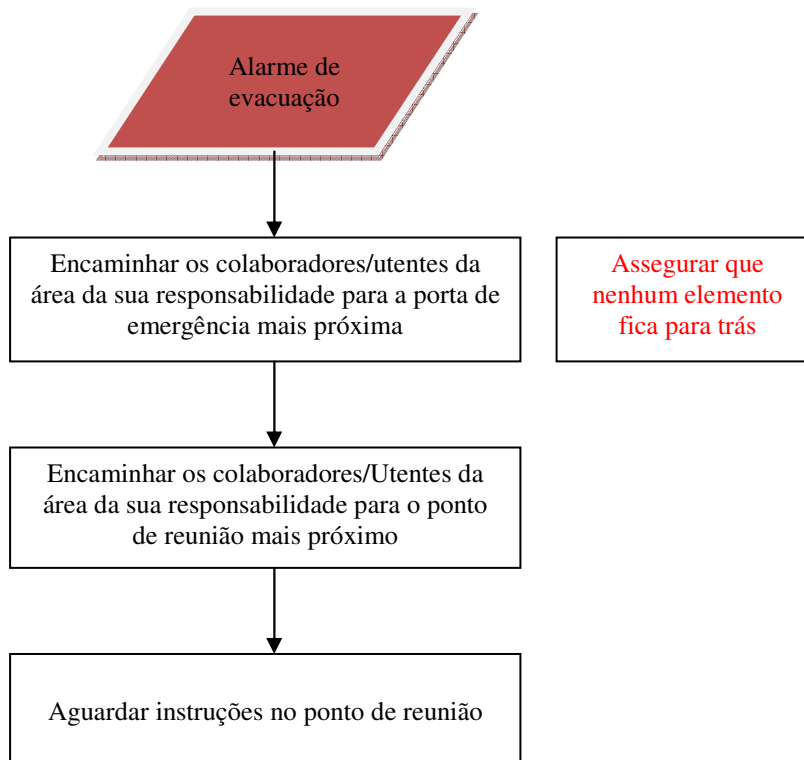 Alarme de
evacuação
Encaminhar os colaboradores/utentes da
área da sua responsabilidade para a porta de
emergência mais próxima
Assegurar que
nenhum elemento
fica para trás
Encaminhar os colaboradores/Utentes da
área da sua responsabilidade para o ponto
de reunião mais próximo
Aguardar instruções no ponto de reunião